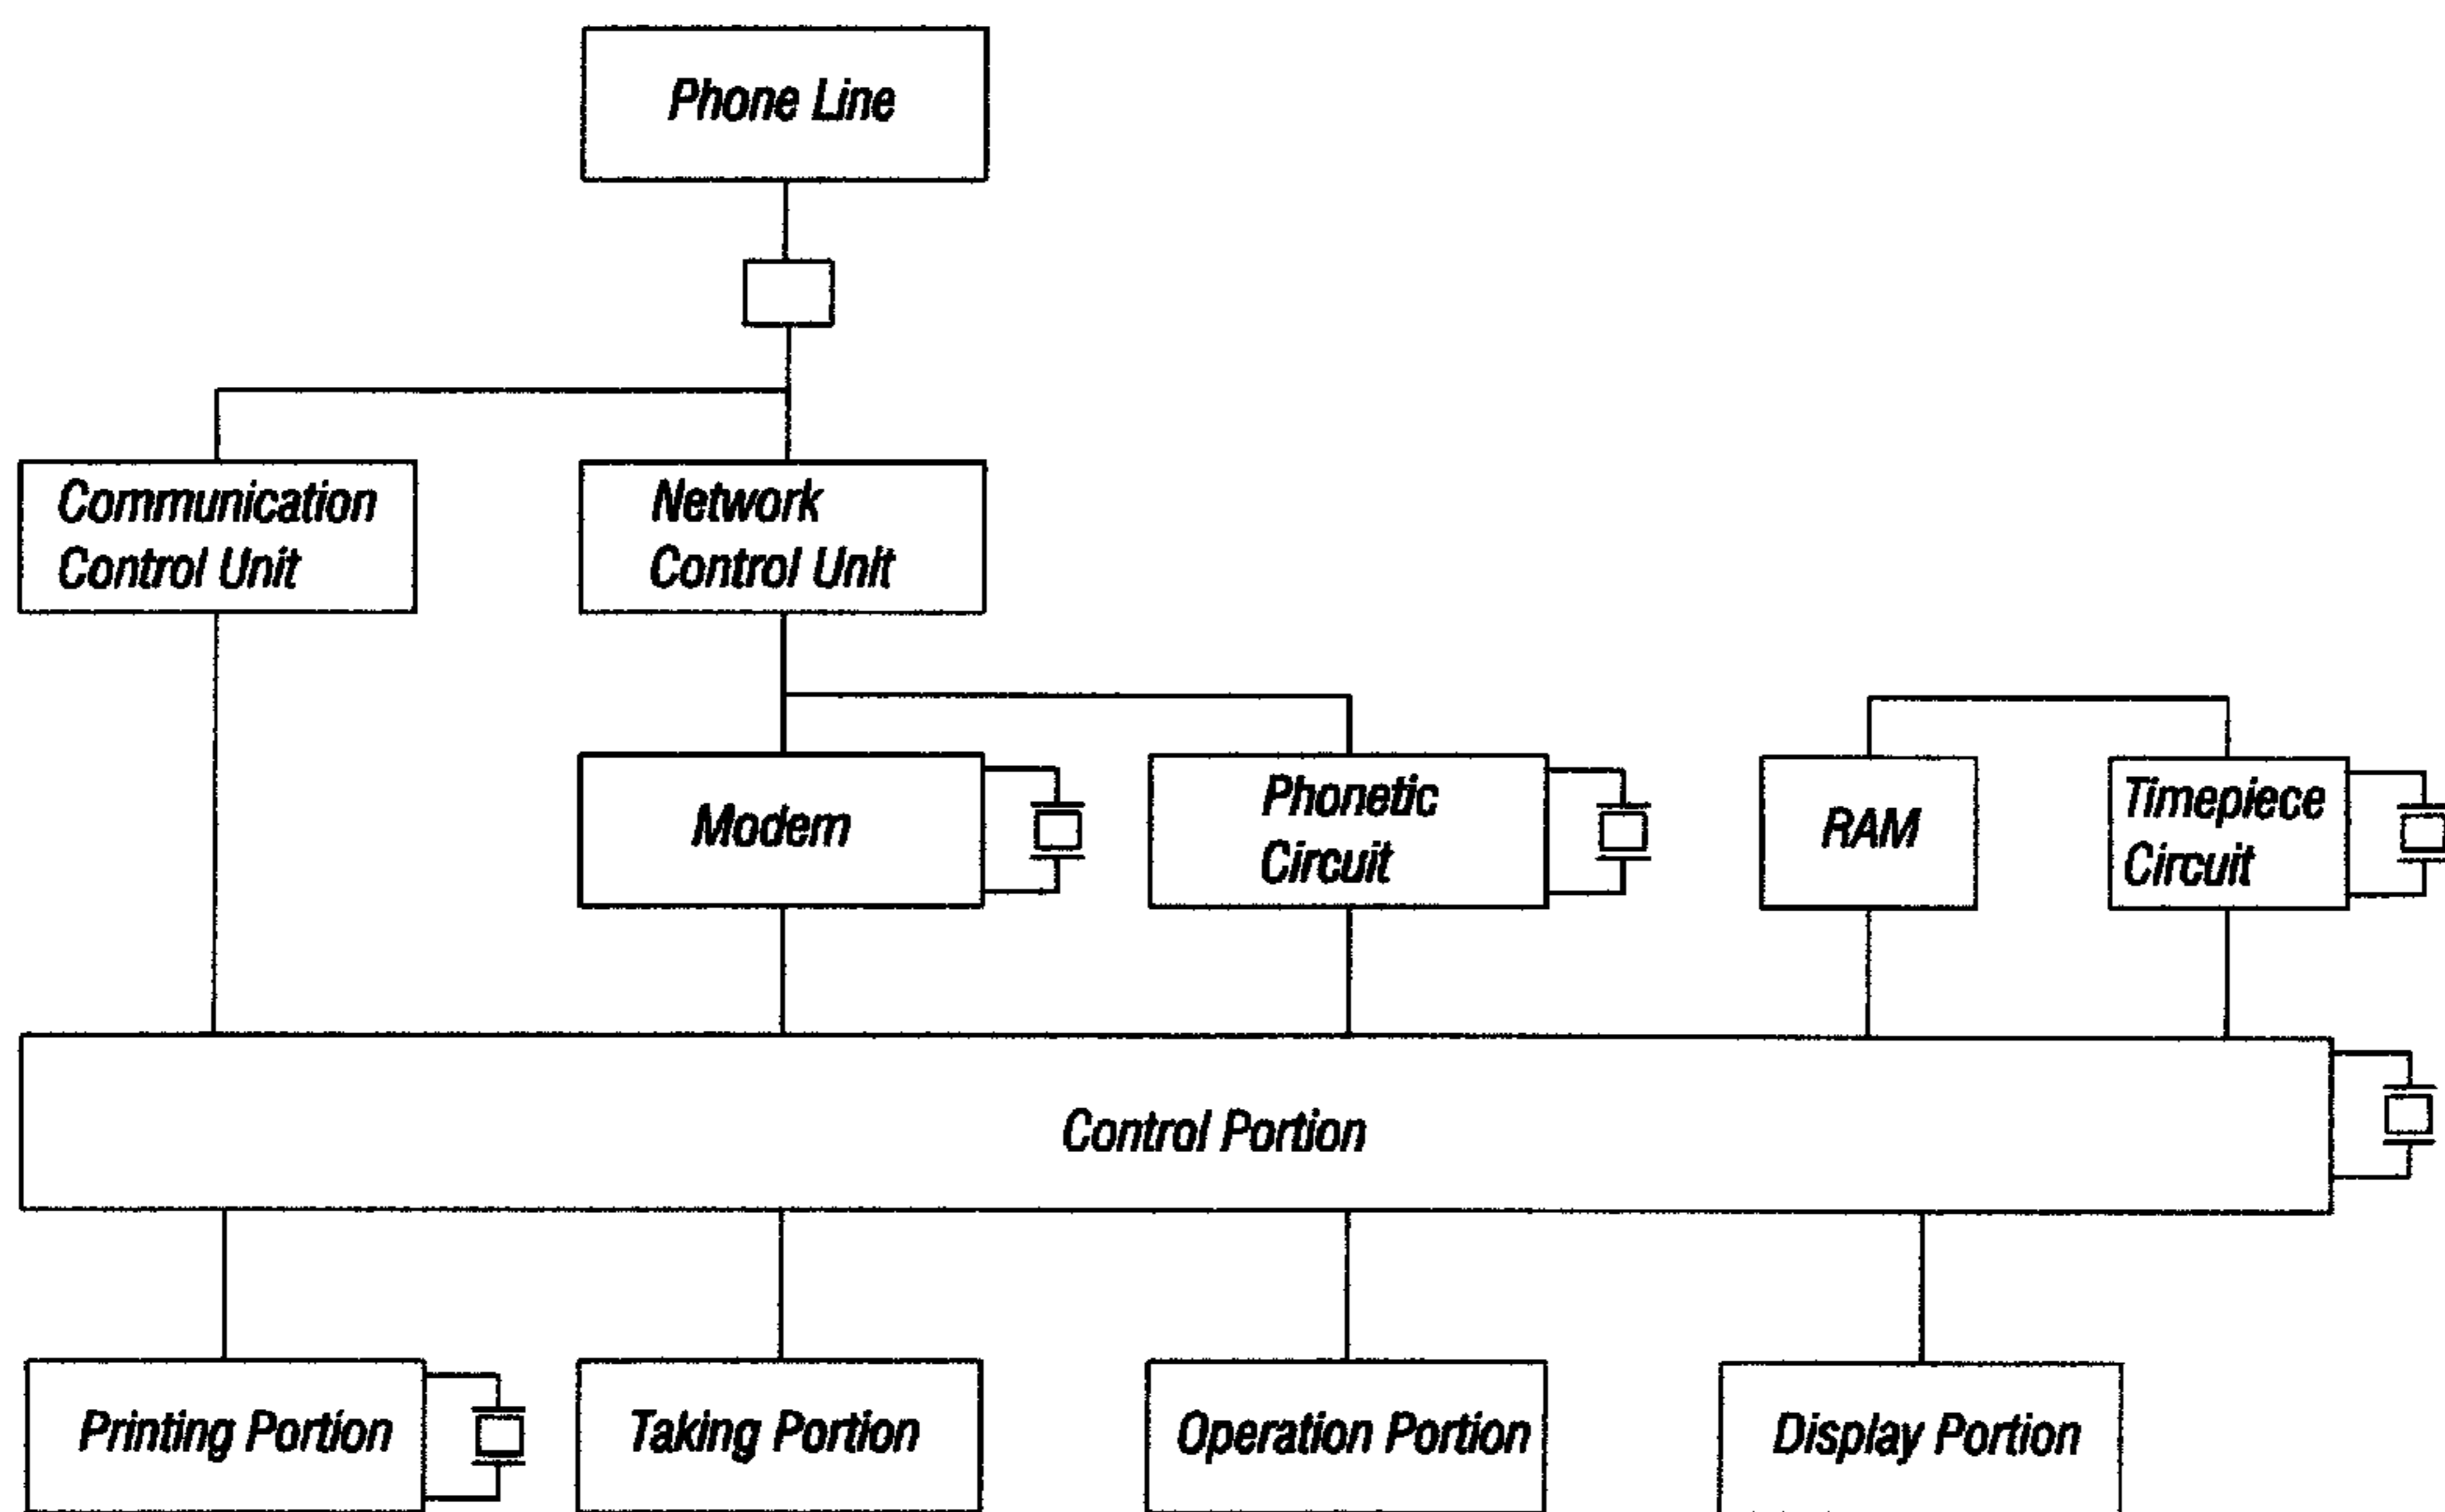 Phone Line
Communication
Control Unit
Network
Control Unit
Modem
Phonetic
Circuit
RAM
Timepiece
Circuit
Control Portion
Printing Portion
Taking Portion
Operation Portion
Display Portion